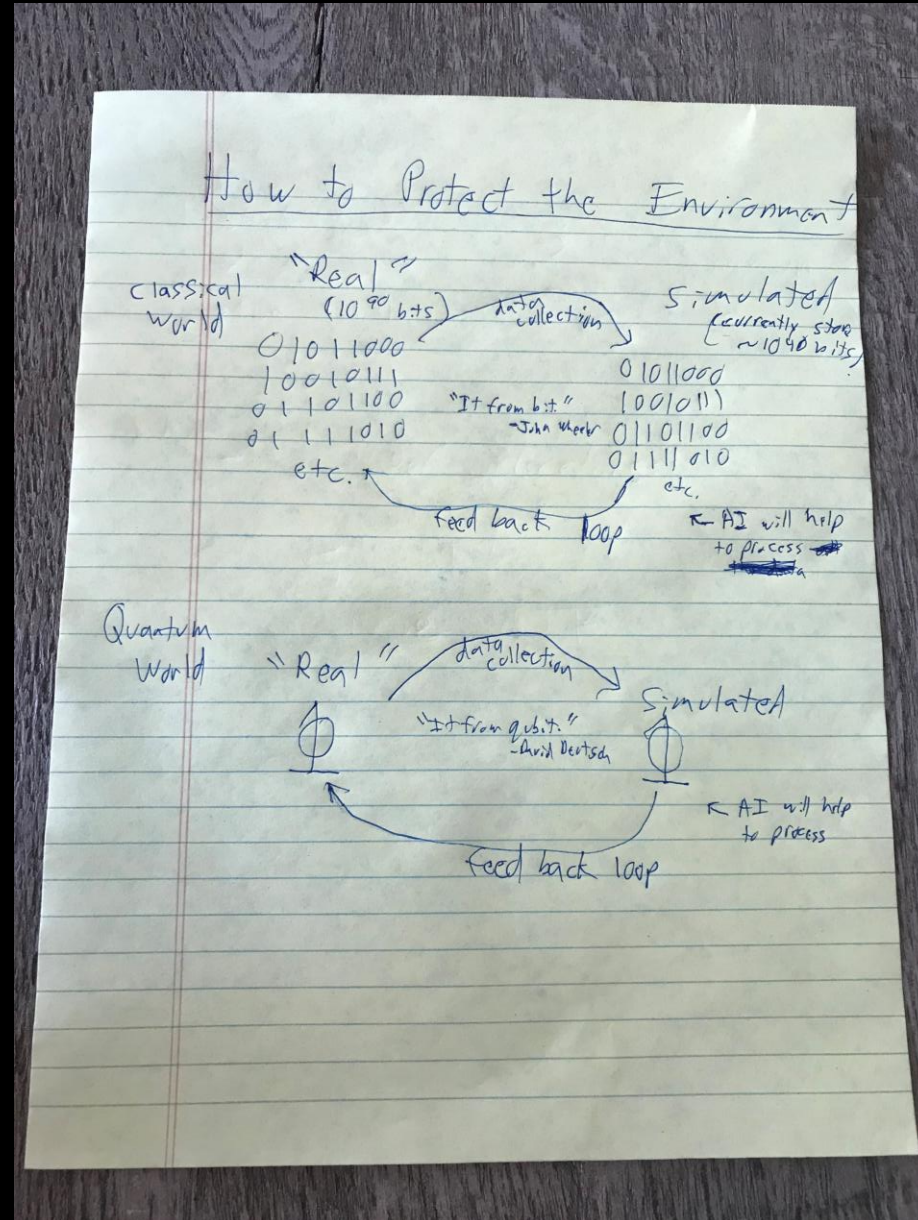 How to Protect the Environment
Classical
World
"Real"
(10^90 bits)
01011000
10010111
01101100
01111010
etc.
data
collection
"It from bit."
-John Wheeler
Simulated
(currently store
~10^40 bits)
01011000
10010111
01101100
01111010
etc.
feed back loop
← AI will help
to process
Quantum
World
"Real"
data
collection
"It from qubit."
-David Deutsch
Simulated
← AI will help
to process
feed back loop